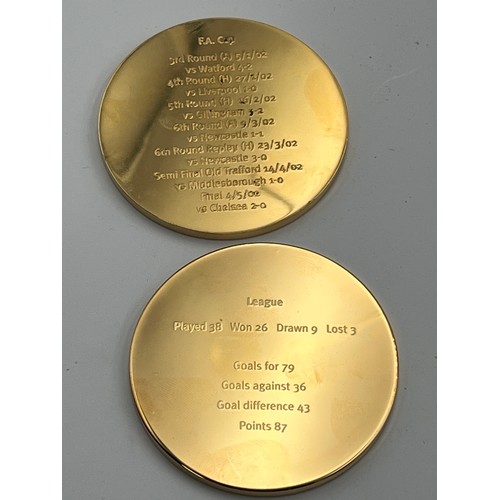 F.A. Cup
3rd Round (A) 5/1/02
vs Watford 4-2
4th Round (H) 27/1/02
vs Liverpool 1-0
5th Round (H) 16/2/02
vs Gillingham 5-2
6th Round (A) 9/3/02
vs Newcastle 1-1
6th Round Replay (H) 23/3/02
vs Newcastle 3-0
Semi Final Old Trafford 14/4/02
vs Middlesborough 1-0
Final 4/5/02
vs Chelsea 2-0
League
Played 38 Won 26 Drawn 9 Lost 3
Goals for 79
Goals against 36
Goal difference 43
Points 87